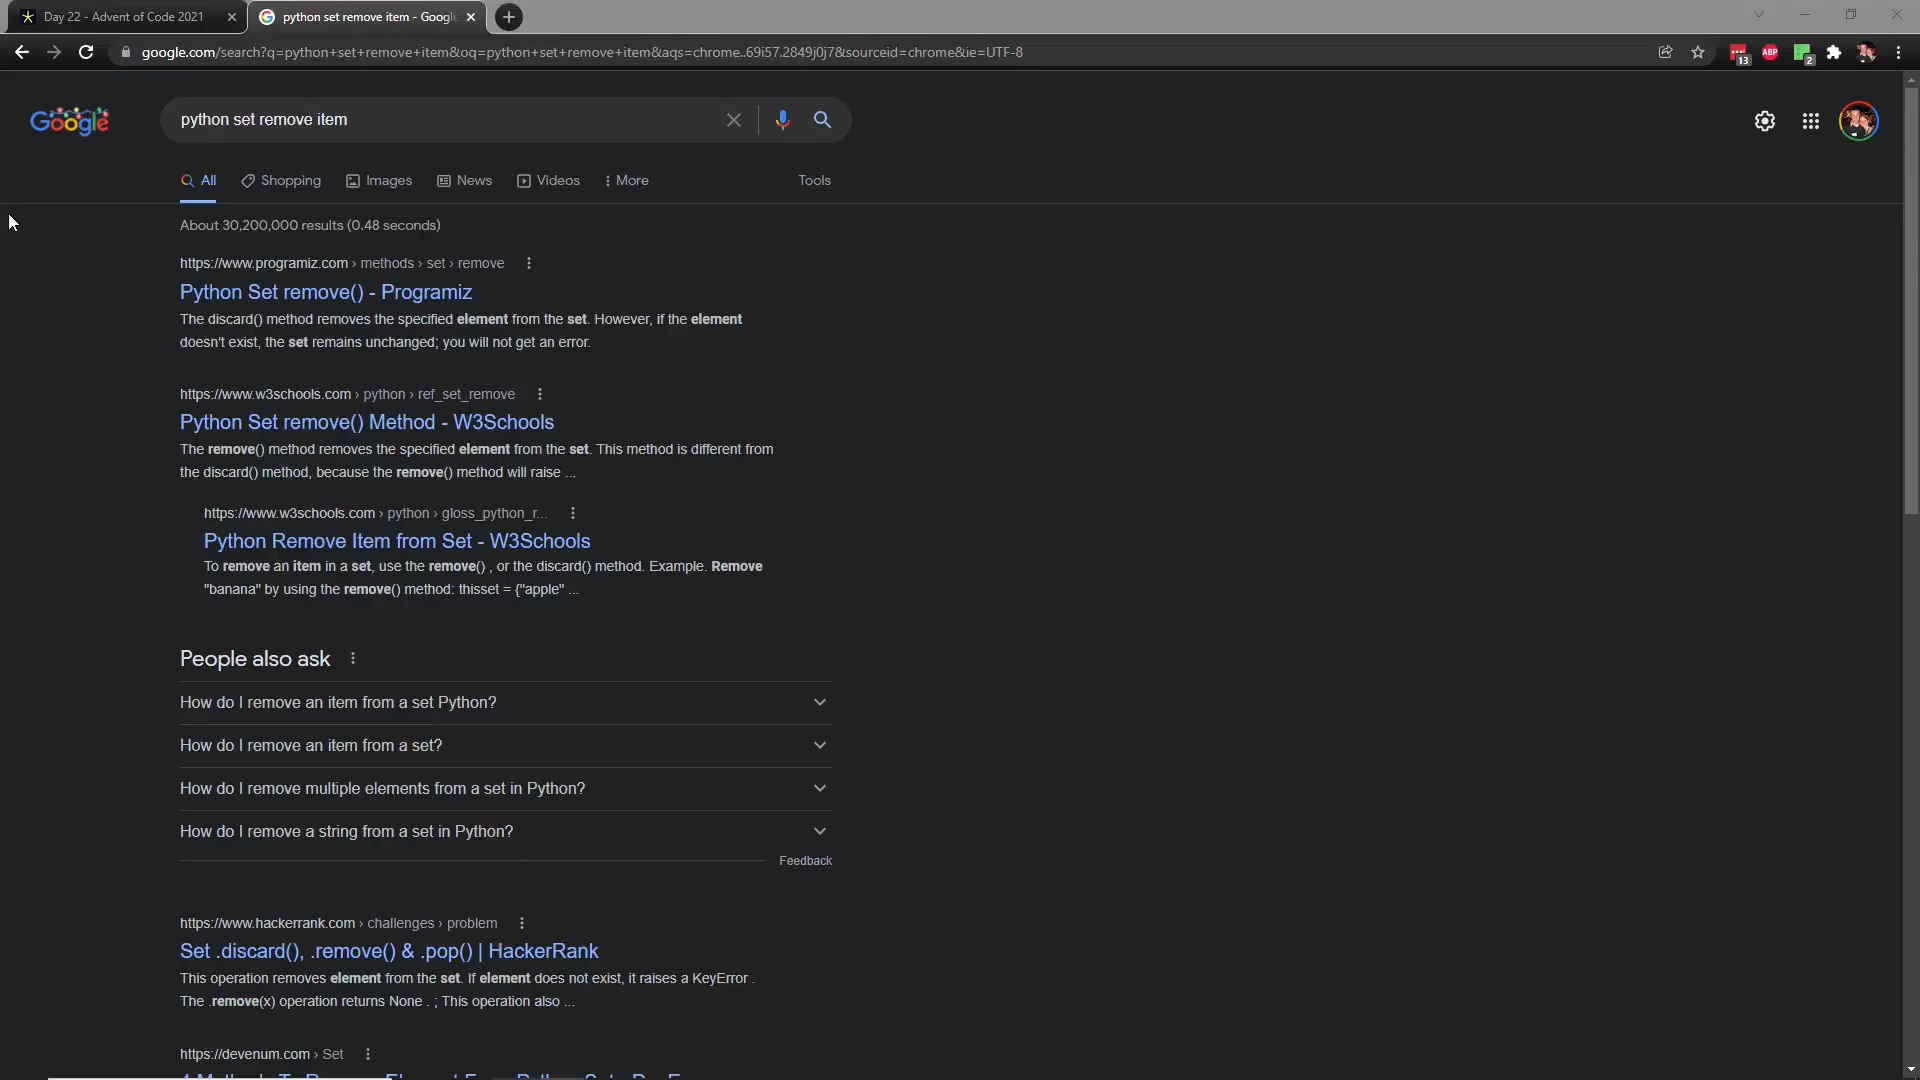 Day 22 - Advent of Code 2021
python set remove item - Google
google.com/search?q=python+set+remove+item&oq=python+set+remove+item&aqs=chrome..69i57.2849j0j7&sourceid=chrome&ie=UTF-8
13
ABP
2
Google
python set remove item
All
Shopping
Images
News
Videos
More
Tools
About 30,200,000 results (0.48 seconds)
https://www.programiz.com › methods › set › remove
Python Set remove() - Programiz
The discard() method removes the specified element from the set. However, if the element
doesn't exist, the set remains unchanged; you will not get an error.
https://www.w3schools.com › python › ref_set_remove
Python Set remove() Method - W3Schools
The remove() method removes the specified element from the set. This method is different from
the discard() method, because the remove() method will raise ...
https://www.w3schools.com › python › gloss_python_r...
Python Remove Item from Set - W3Schools
To remove an item in a set, use the remove() , or the discard() method. Example. Remove
"banana" by using the remove() method: thisset = {"apple" ...
People also ask
How do I remove an item from a set Python?
How do I remove an item from a set?
How do I remove multiple elements from a set in Python?
How do I remove a string from a set in Python?
Feedback
https://www.hackerrank.com › challenges › problem
Set .discard(), .remove() & .pop() | HackerRank
This operation removes element from the set. If element does not exist, it raises a KeyError .
The .remove(x) operation returns None . ; This operation also ...
https://devenum.com › Set